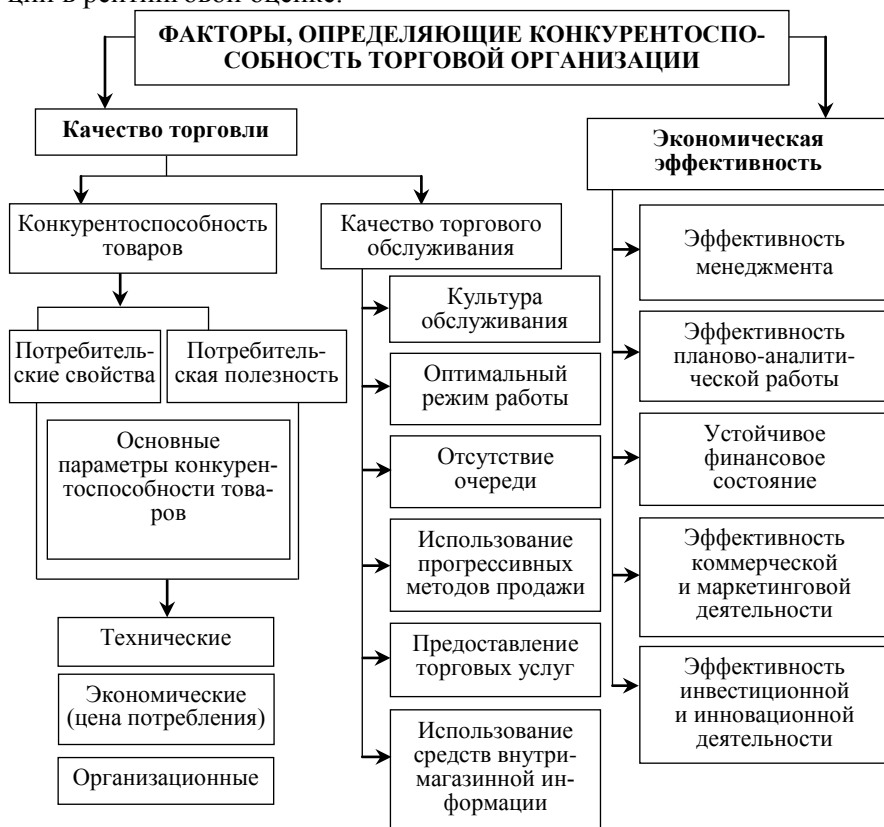 ции в рейтинговой оценке.
ФАКТОРЫ, ОПРЕДЕЛЯЮЩИЕ КОНКУРЕНТОСПО-
СОБНОСТЬ ТОРГОВОЙ ОРГАНИЗАЦИИ
Качество торговли
Экономическая
эффективность
Конкурентоспособность
товаров
Качество торгового
обслуживания
Потребитель-
ские свойства
Потребитель-
ская полезность
Основные
параметры конкурен-
тоспособности това-
ров
Технические
Экономические
(цена потребления)
Организационные
Культура
обслуживания
Оптимальный
режим работы
Отсутствие
очереди
Использование
прогрессивных
методов продажи
Предоставление
торговых услуг
Использование
средств внутри-
магазинной ин-
формации
Эффективность
менеджмента
Эффективность
планово-аналити-
ческой работы
Устойчивое
финансовое
состояние
Эффективность
коммерческой
и маркетинговой
деятельности
Эффективность
инвестиционной
и инновационной
деятельности